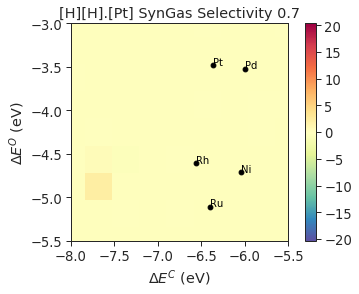 [H][H].[Pt] SynGas Selectivity 0.7
−3.0
−3.5
−4.0
−4.5
−5.0
−5.5
ΔE^O (eV)
Pt
Pd
Rh
Ni
Ru
−8.0 −7.5 −7.0 −6.5 −6.0 −5.5
ΔE^C (eV)
20
15
10
5
0
−5
−10
−15
−20